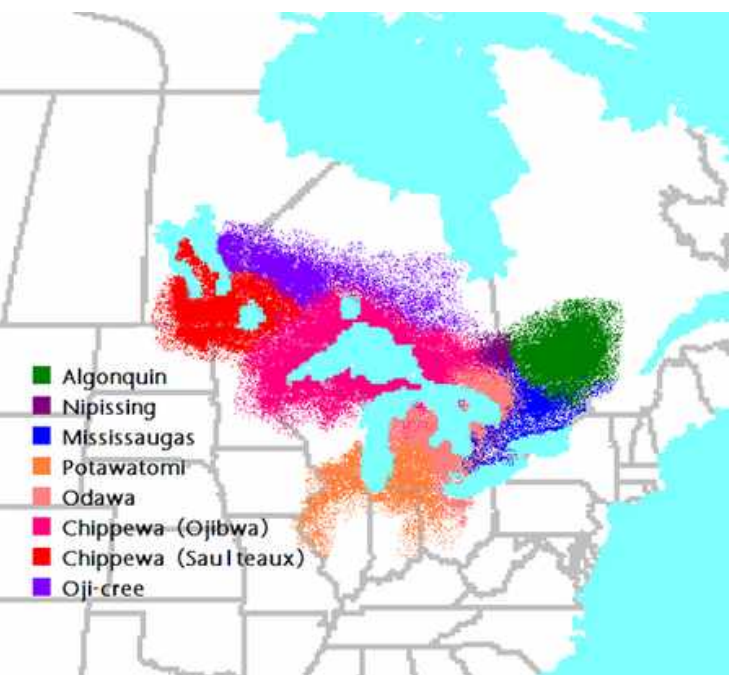 Algonquin
Nipissing
Mississaugas
Potawatomi
Odawa
Chippewa (Ojibwa)
Chippewa (Saulteaux)
Oji-cree